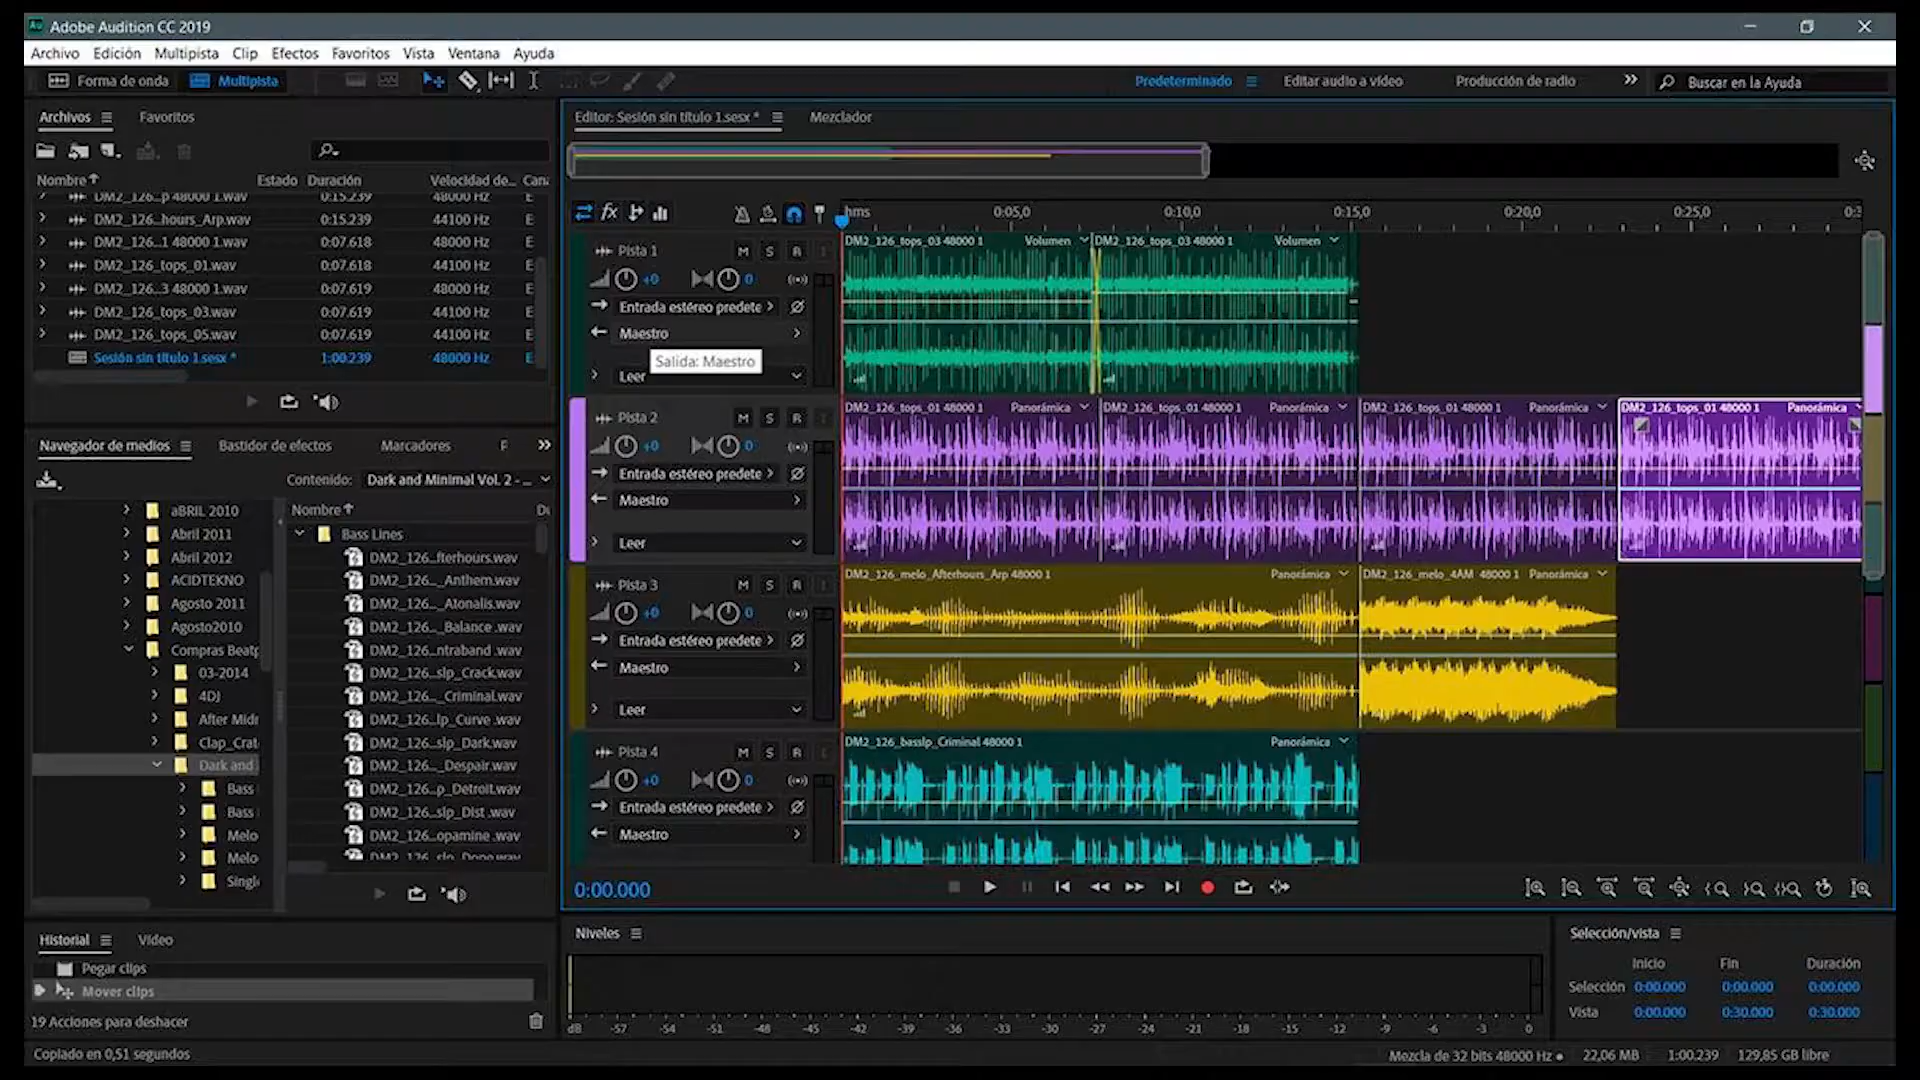 Au Adobe Audition CC 2019
Archivo Edición Multipista Clip Efectos Favoritos Vista Ventana Ayuda
Forma de onda Multipista Predeterminado Editar audio a vídeo Producción de radio Buscar en la Ayuda
Archivos Favoritos
Nombre Estado Duración Velocidad de...
DM2_126...p 48000 1.wav 0:15.239 48000 Hz E
DM2_126...hours_Arp.wav 0:15.239 44100 Hz E
DM2_126...1 48000 1.wav 0:07.618 48000 Hz E
DM2_126_tops_01.wav 0:07.618 44100 Hz E
DM2_126...3 48000 1.wav 0:07.619 48000 Hz E
DM2_126_tops_03.wav 0:07.619 44100 Hz E
DM2_126_tops_05.wav 0:07.619 44100 Hz E
Sesión sin título 1.sesx * 1:00.239 48000 Hz E
Navegador de medios Bastidor de efectos Marcadores F
Contenido: Dark and Minimal Vol. 2 - ...
aBRIL 2010
Abril 2011
Abril 2012
ACIDTEKNO
Agosto 2011
Agosto2010
Compras Beatp
03-2014
4DJ
After Midr
Clap_Crat
Dark and
Bass
Bass
Melo
Melo
Single
Nombre
Bass Lines
DM2_126...fterhours.wav
DM2_126..._Anthem.wav
DM2_126..._Atonalis.wav
DM2_126..._Balance .wav
DM2_126...ntraband .wav
DM2_126...slp_Crack.wav
DM2_126..._Criminal.wav
DM2_126...lp_Curve .wav
DM2_126...slp_Dark.wav
DM2_126..._Despair.wav
DM2_126...p_Detroit.wav
DM2_126...slp_Dist .wav
DM2_126...opamine .wav
DM2_126...slp_Dope.wav
Historial Vídeo
Pegar clips
Mover clips
19 Acciones para deshacer
Copiado en 0,51 segundos
Editor: Sesión sin título 1.sesx * Mezclador
fx hms 0:05,0 0:10,0 0:15,0 0:20,0 0:25,0 0:3
Pista 1 M S R I
+0 0
Entrada estéreo predete
Maestro
Salida: Maestro
Leer
DM2_126_tops_03 48000 1 Volumen DM2_126_tops_03 48000 1 Volumen
Pista 2 M S R I
+0 0
Entrada estéreo predete
Maestro
Leer
DM2_126_tops_01 48000 1 Panorámica DM2_126_tops_01 48000 1 Panorámica DM2_126_tops_01 48000 1 Panorámica DM2_126_tops_01 48000 1 Panorámica
Pista 3 M S R I
+0 0
Entrada estéreo predete
Maestro
Leer
DM2_126_melo_Afterhours_Arp 48000 1 Panorámica DM2_126_melo_4AM 48000 1 Panorámica
Pista 4 M S R I
+0 0
Entrada estéreo predete
Maestro
DM2_126_basslp_Criminal 48000 1 Panorámica
0:00.000
Niveles
dB -57 -54 -51 -48 -45 -42 -39 -36 -33 -30 -27 -24 -21 -18 -15 -12 -9 -6 -3 0
Selección/vista
Inicio Fin Duración
Selección 0:00.000 0:00.000 0:00.000
Vista 0:00.000 0:30.000 0:30.000
Mezcla de 32 bits 48000 Hz 22,06 MB 1:00.239 129,85 GB libre